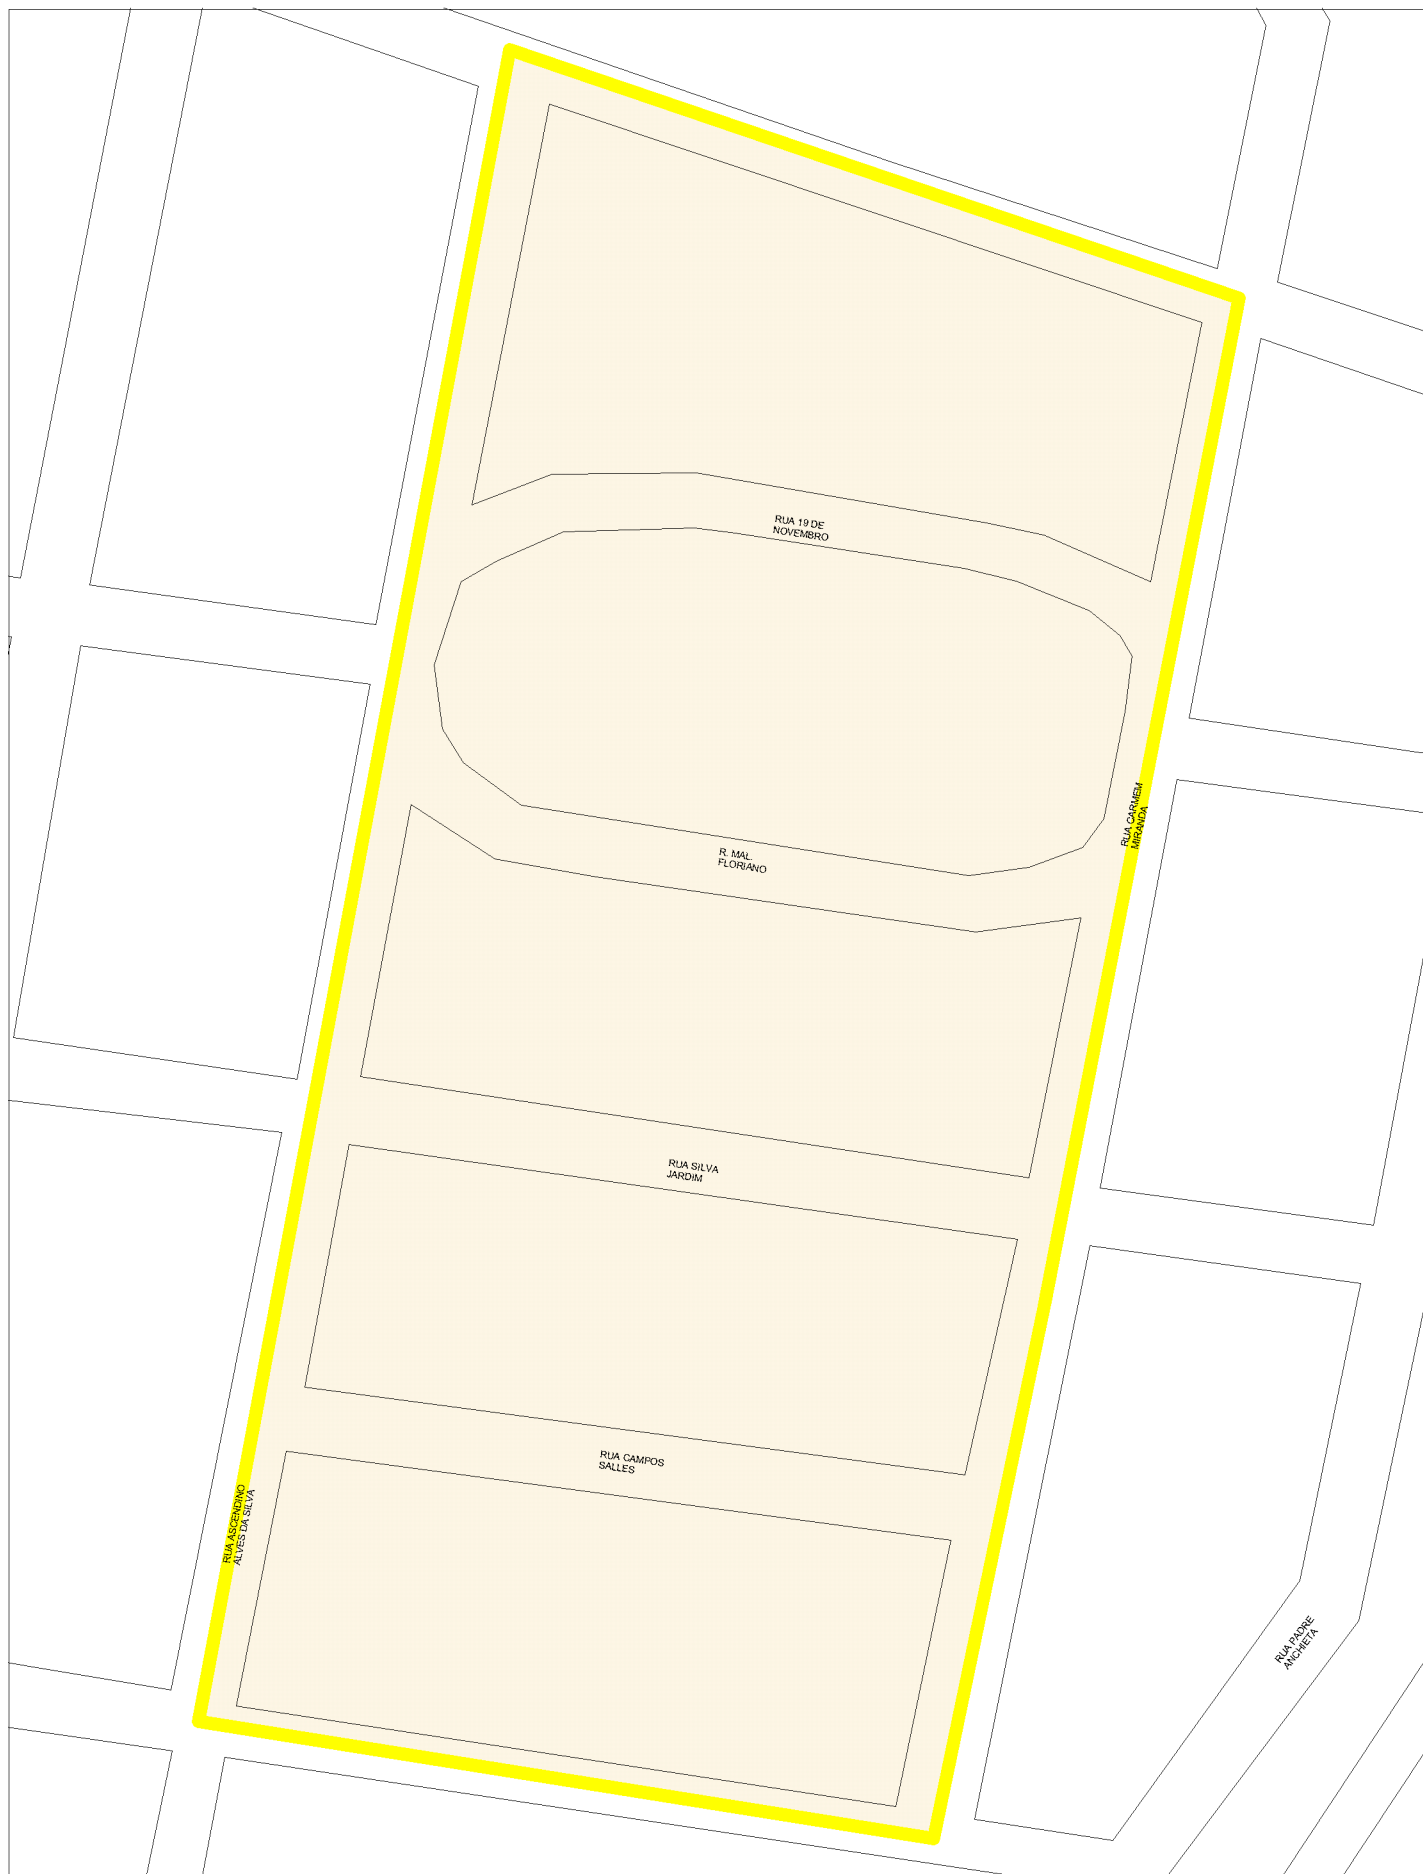 RUA 19 DE
NOVEMBRO
RUA CARMEM
MIRANDA
R. MAL.
FLORIANO
RUA SILVA
JARDIM
RUA CAMPOS
SALLES
RUA ASCENDINO
ALVES DA SILVA
RUA PADRE
ANCHIETA